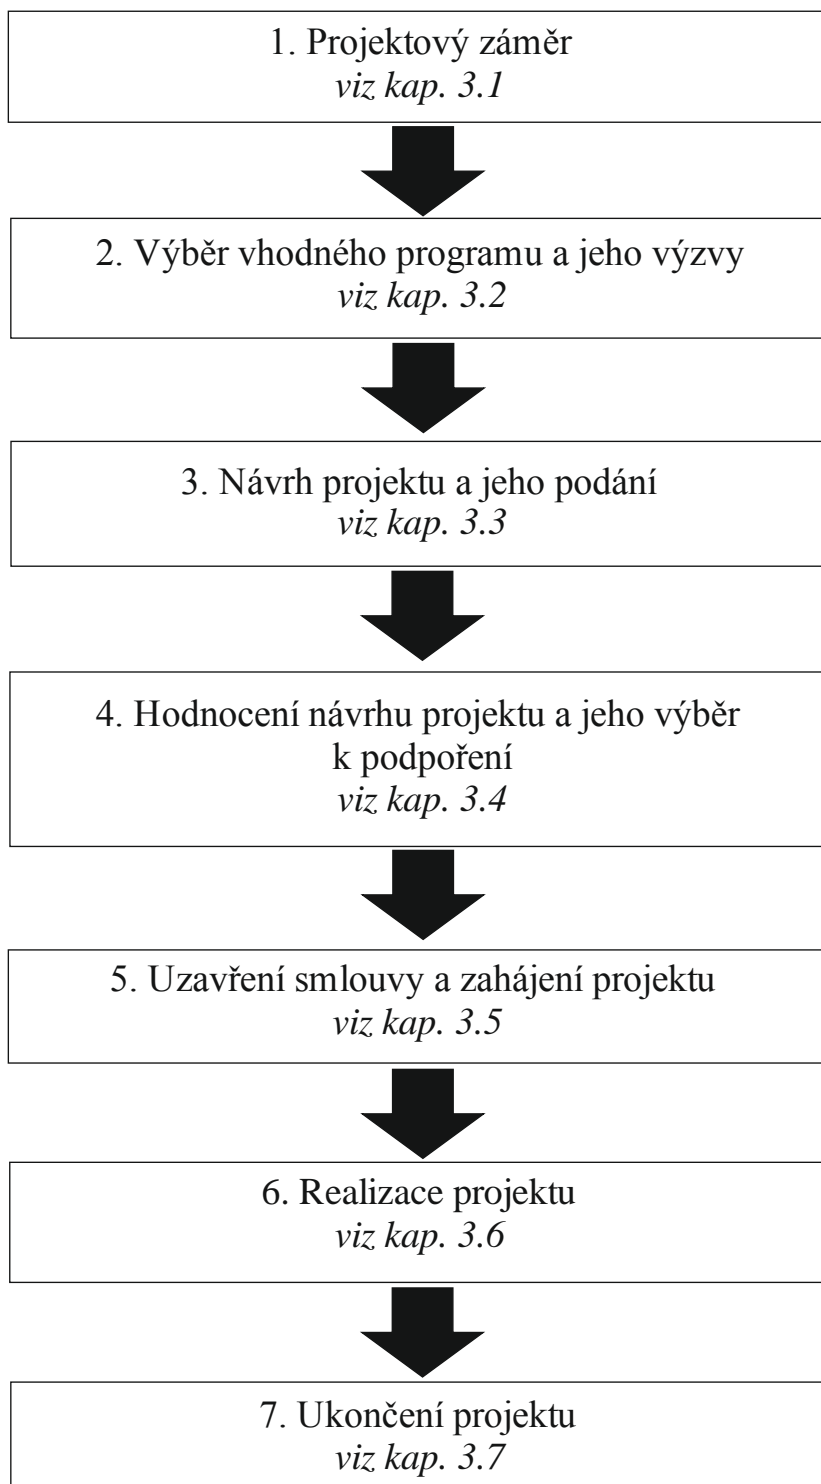 1. Projektový záměr
viz kap. 3.1
2. Výběr vhodného programu a jeho výzvy
viz kap. 3.2
3. Návrh projektu a jeho podání
viz kap. 3.3
4. Hodnocení návrhu projektu a jeho výběr
k podpoření
viz kap. 3.4
5. Uzavření smlouvy a zahájení projektu
viz kap. 3.5
6. Realizace projektu
viz kap. 3.6
7. Ukončení projektu
viz kap. 3.7